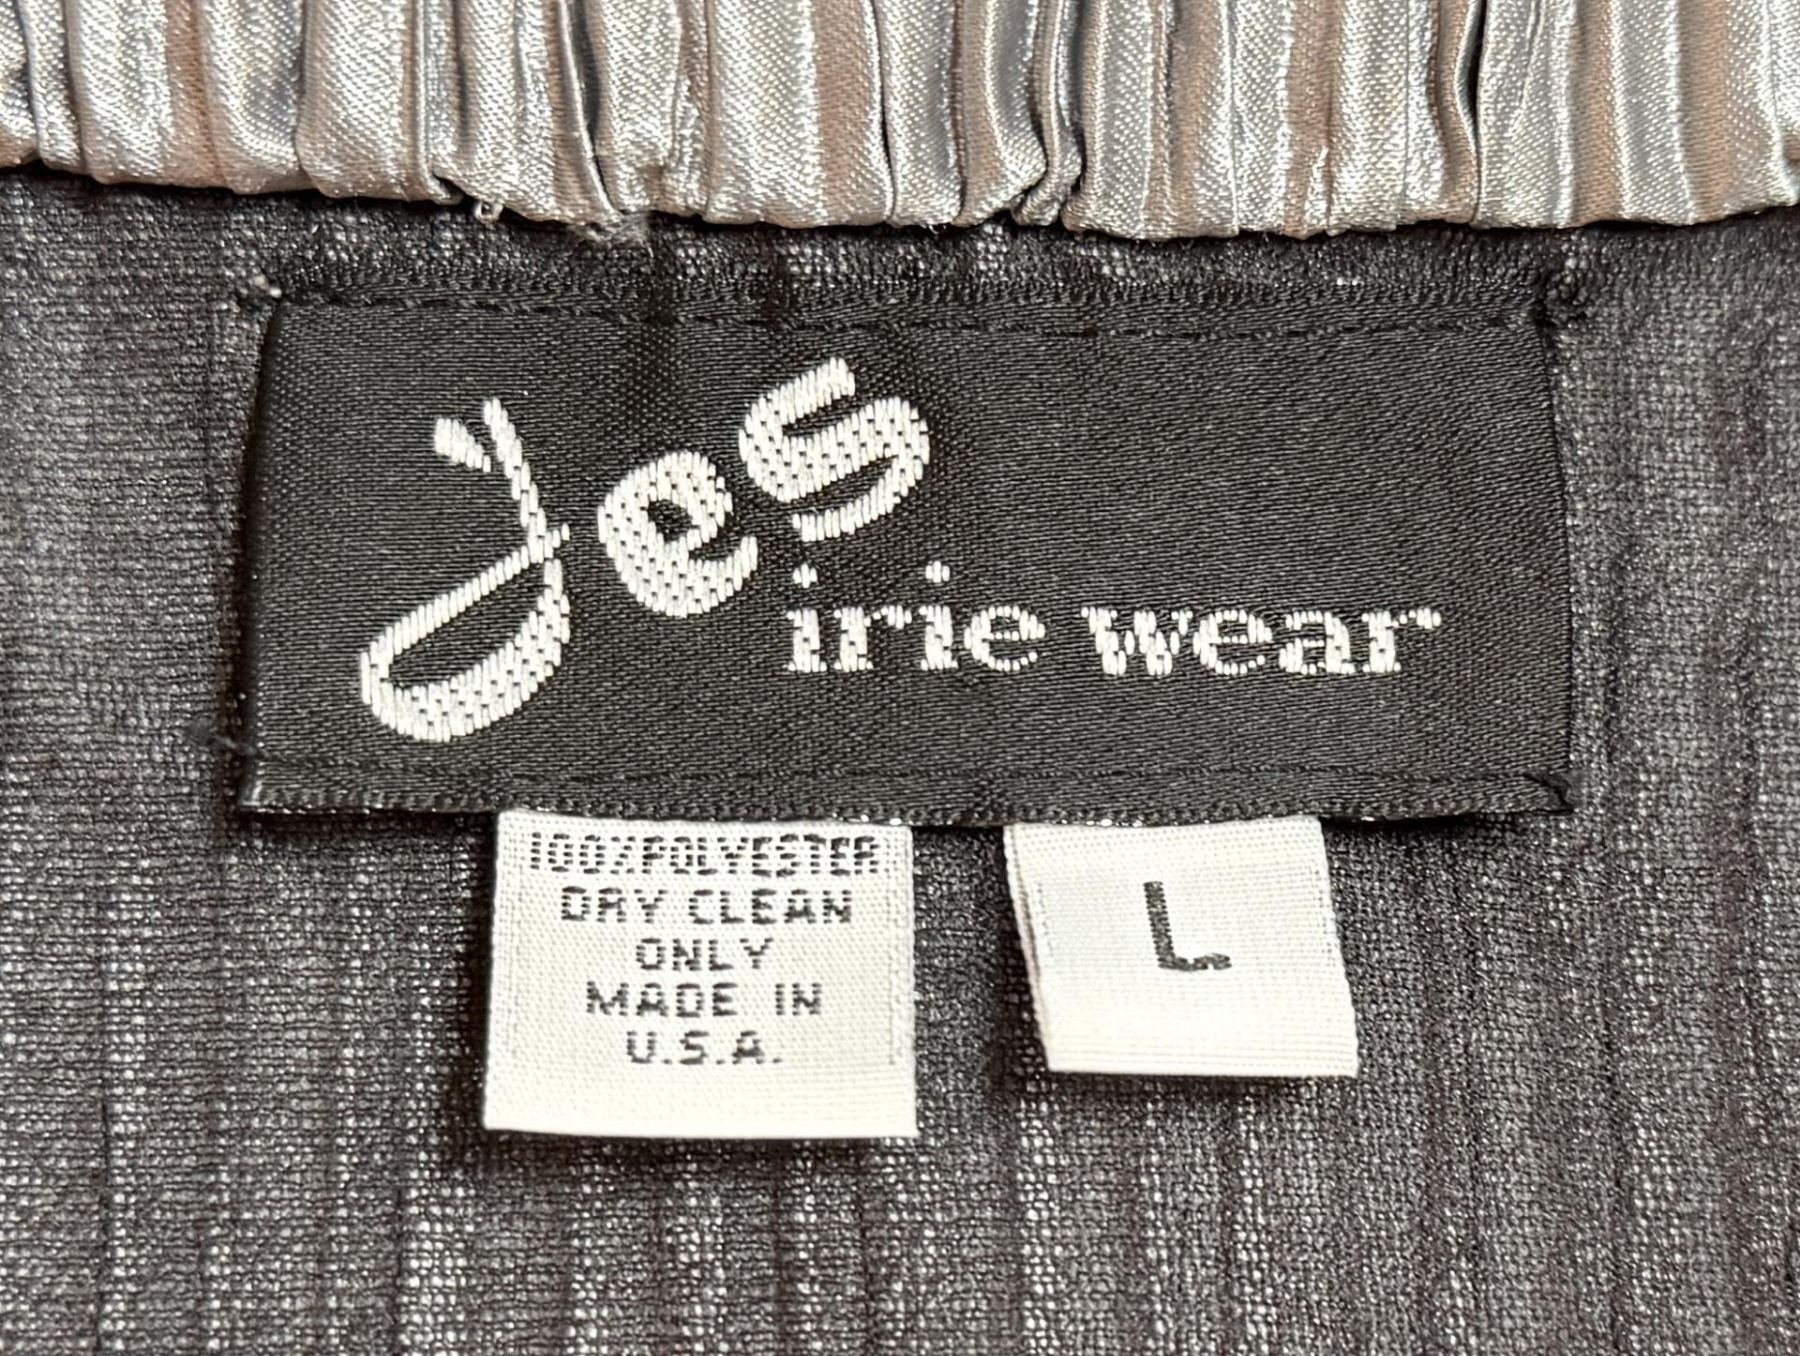 Jes
irie wear
100%POLYESTER
DRY CLEAN
ONLY
MADE IN
U.S.A.
L